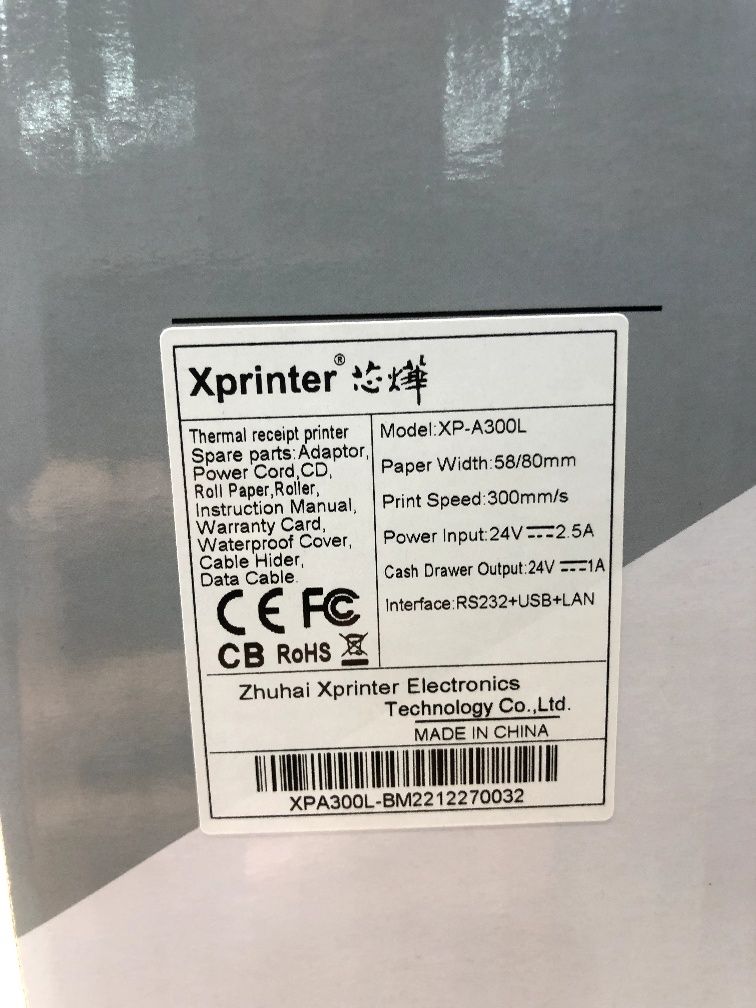 Xprinter® 芯烨
Thermal receipt printer
Spare parts:Adaptor,
Power Cord,CD,
Roll Paper,Roller,
Instruction Manual,
Warranty Card,
Waterproof Cover,
Cable Hider,
Data Cable.
CE FC
CB RoHS
Model:XP-A300L
Paper Width:58/80mm
Print Speed:300mm/s
Power Input:24V⎓2.5A
Cash Drawer Output:24V⎓1A
Interface:RS232+USB+LAN
Zhuhai Xprinter Electronics
Technology Co.,Ltd.
MADE IN CHINA
XPA300L-BM2212270032